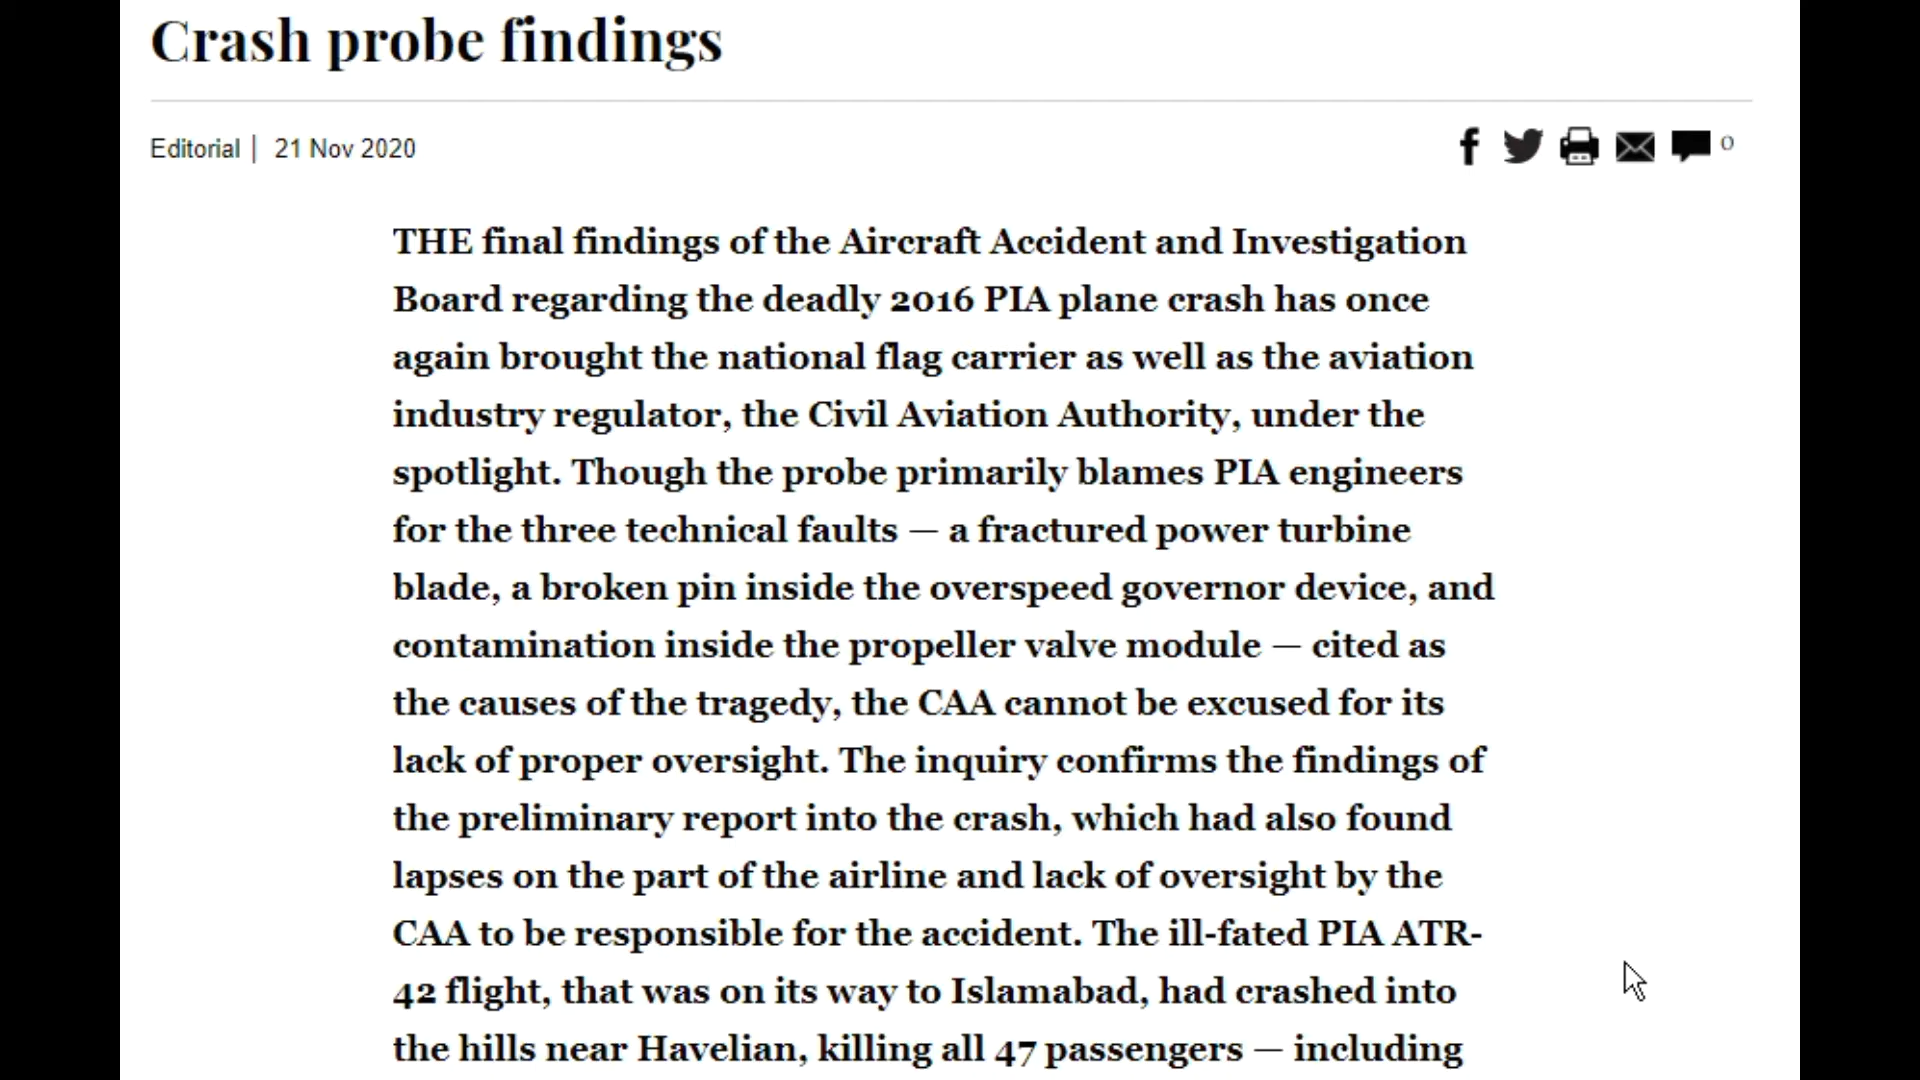 Crash probe findings
Editorial | 21 Nov 2020
0
THE final findings of the Aircraft Accident and Investigation
Board regarding the deadly 2016 PIA plane crash has once
again brought the national flag carrier as well as the aviation
industry regulator, the Civil Aviation Authority, under the
spotlight. Though the probe primarily blames PIA engineers
for the three technical faults — a fractured power turbine
blade, a broken pin inside the overspeed governor device, and
contamination inside the propeller valve module — cited as
the causes of the tragedy, the CAA cannot be excused for its
lack of proper oversight. The inquiry confirms the findings of
the preliminary report into the crash, which had also found
lapses on the part of the airline and lack of oversight by the
CAA to be responsible for the accident. The ill-fated PIA ATR-
42 flight, that was on its way to Islamabad, had crashed into
the hills near Havelian, killing all 47 passengers — including